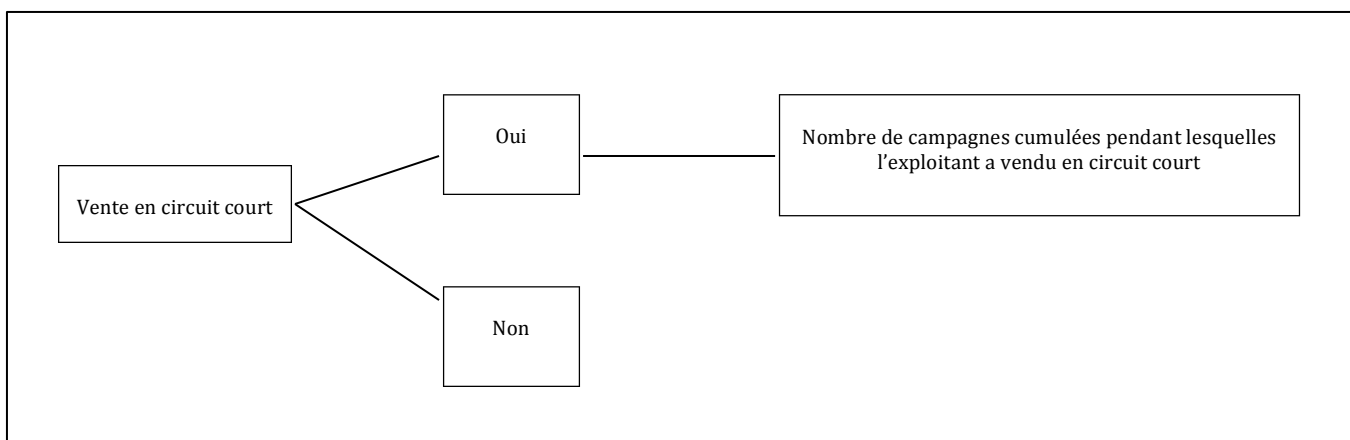 Vente en circuit court
Oui
Nombre de campagnes cumulées pendant lesquelles
l’exploitant a vendu en circuit court
Non